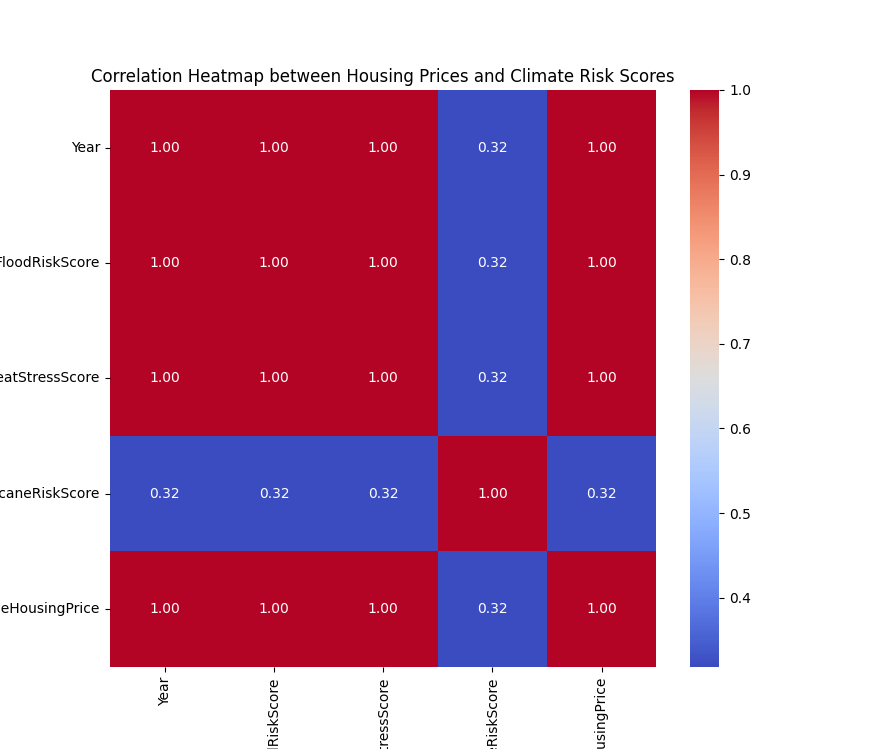 Correlation Heatmap between Housing Prices and Climate Risk Scores
1.0
Year
1.00 1.00 1.00 0.32 1.00
0.9
FloodRiskScore
1.00 1.00 1.00 0.32 1.00
0.8
0.7
eatStressScore
1.00 1.00 1.00 0.32 1.00
0.6
caneRiskScore
0.32 0.32 0.32 1.00 0.32
0.5
eHousingPrice
1.00 1.00 1.00 0.32 1.00
0.4
Year
dRiskScore
tressScore
eRiskScore
usingPrice